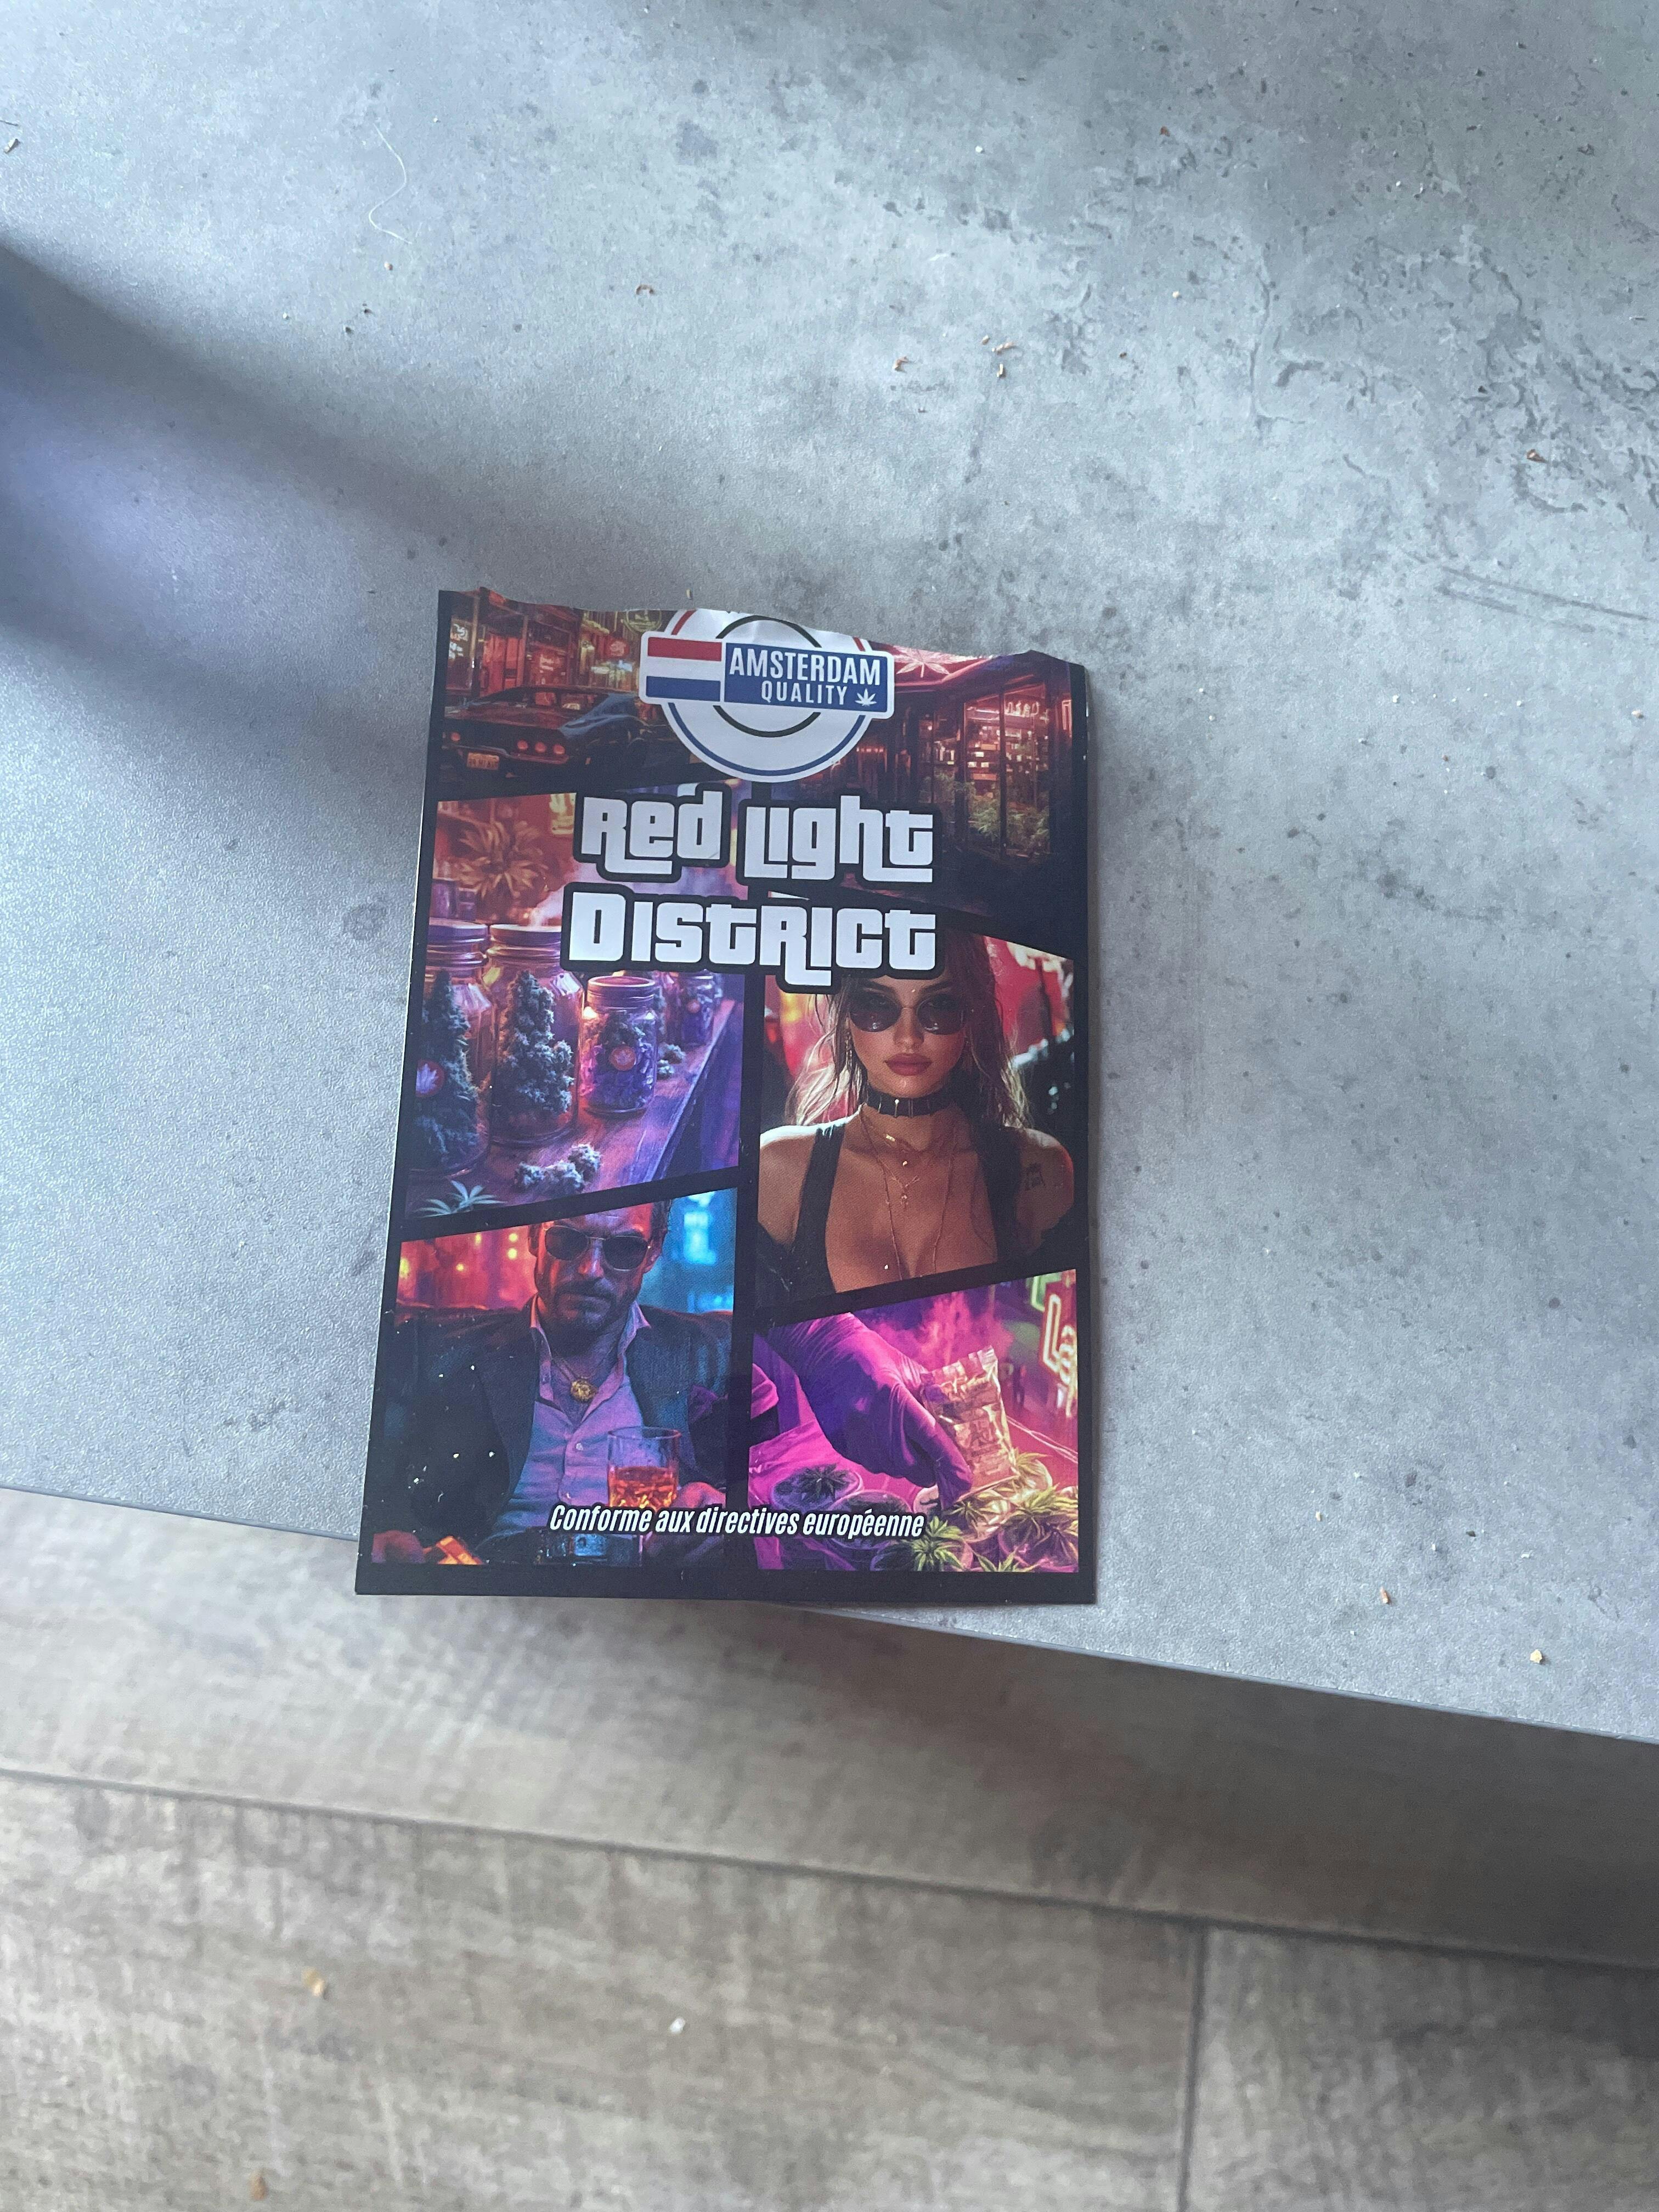 AMSTERDAM
QUALITY
Red Light
District
Conforme aux directives européenne